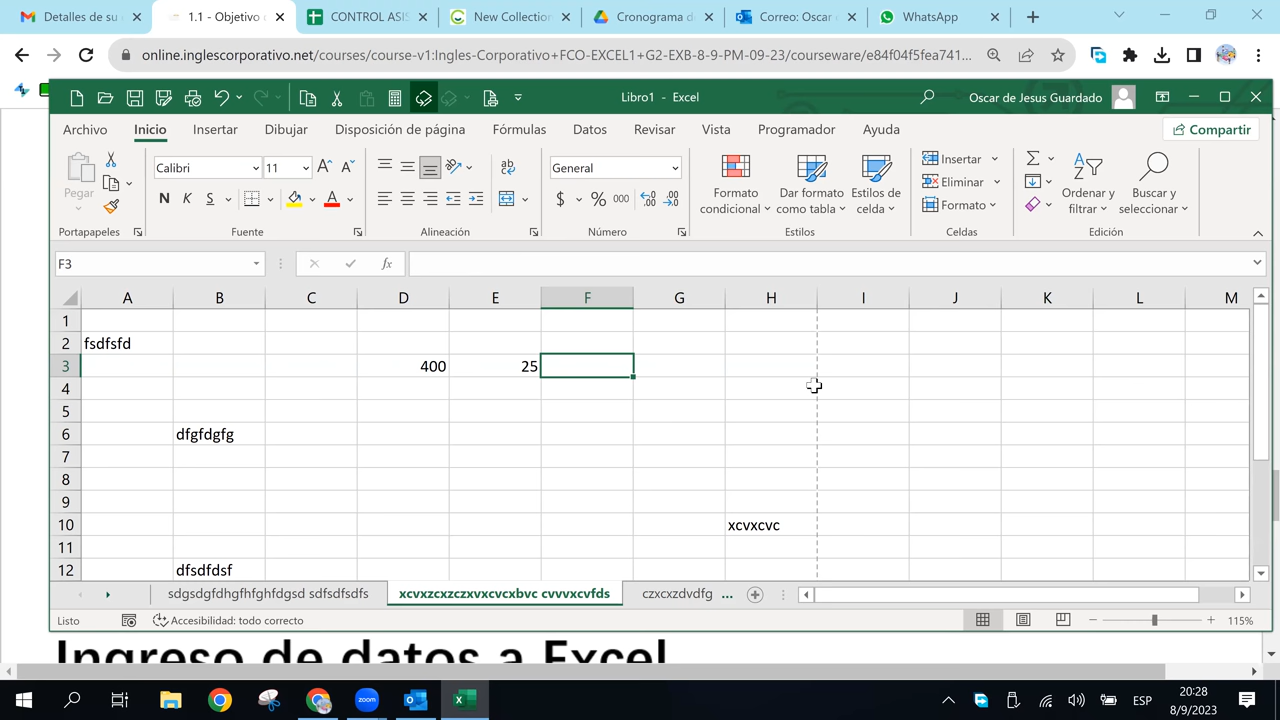 Detalles de su
1.1 - Objetivo
CONTROL ASIS
New Collection
Cronograma d
Correo: Oscar
WhatsApp
online.inglescorporativo.net/courses/course-v1:Ingles-Corporativo+FCO-EXCEL1+G2-EXB-8-9-PM-09-23/courseware/e84f04f5fea741...
Libro1 - Excel
Oscar de Jesus Guardado
Archivo Inicio Insertar Dibujar Disposición de página Fórmulas Datos Revisar Vista Programador Ayuda
Compartir
Pegar
Portapapeles
Calibri 11
N K S
Fuente
Alineación
General
$ % 000
Número
Formato condicional
Dar formato como tabla
Estilos de celda
Estilos
Insertar
Eliminar
Formato
Celdas
Ordenar y filtrar
Buscar y seleccionar
Edición
F3
fx
A B C D E F G H I J K L M
1
2 fsdfsfd
3 400 25
4
5
6 dfgfdgfg
7
8
9
10 xcvxcvc
11
12 dfsdfdsf
sdgsdgfdhgfhfghfdgsd sdfsdfsdfs
xcvxzcxzczxvxcvcxbvc cvvvxcvfds
czxcxzdvdfg ...
Listo
Accesibilidad: todo correcto
115%
Ingreso de datos a Excel
ESP
20:28
8/9/2023